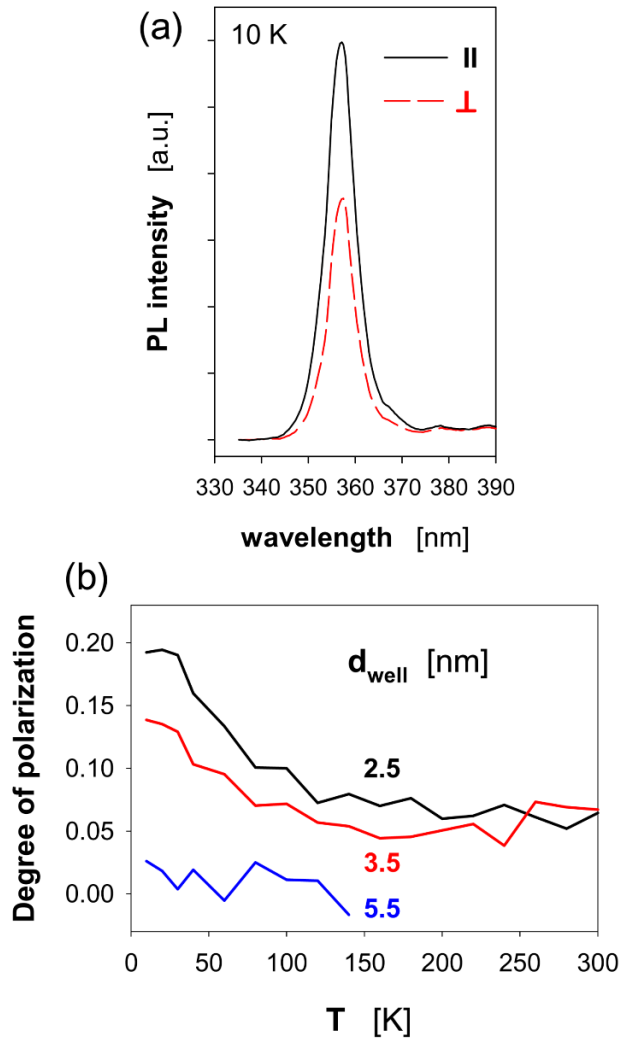 (a)
10 K
II
⊥
PL intensity [a.u.]
330 340 350 360 370 380 390
wavelength [nm]
(b)
Degree of polarization
0.20
0.15
0.10
0.05
0.00
d_well [nm]
2.5
3.5
5.5
0 50 100 150 200 250 300
T [K]